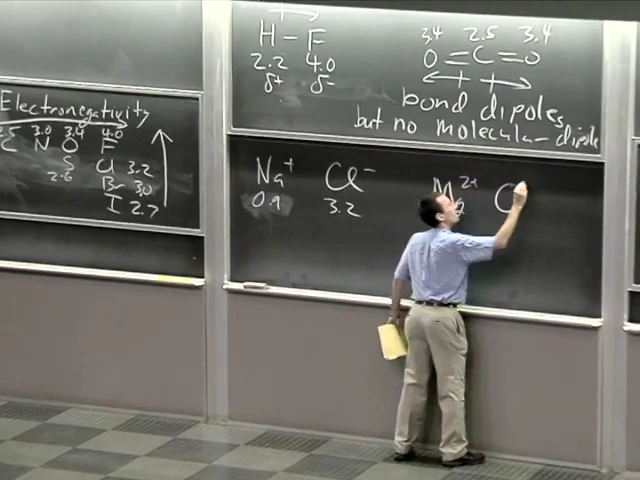 Electronegativity
2.5 3.0 3.4 4.0
C N O F
S Cl 3.2
2.6 Br 3.0
I 2.7
H – F
2.2 4.0
δ+ δ-
3.4 2.5 3.4
O = C = O
bond dipoles
but no molecular dipole
Na+ Cl-
0.9 3.2
Mg2+ C